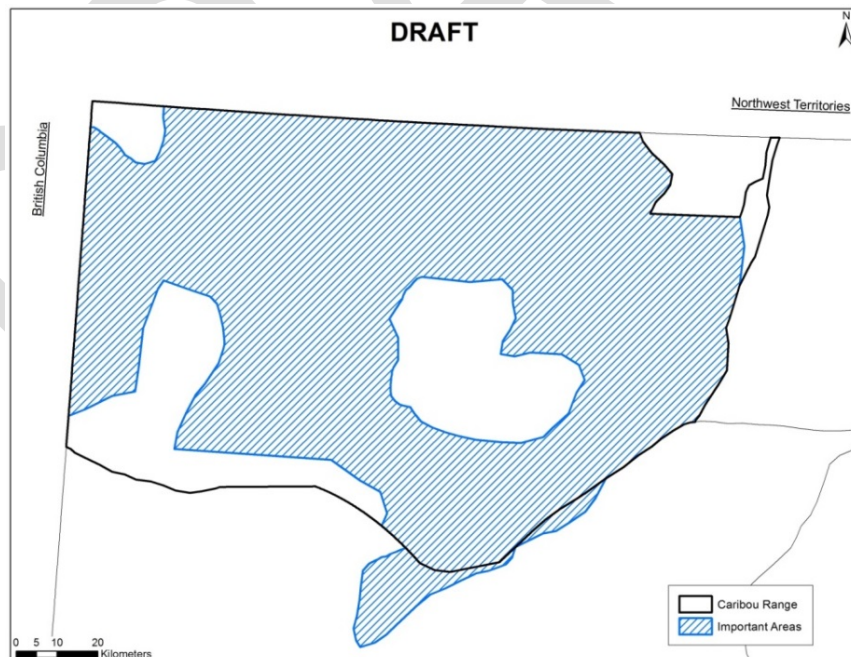 DRAFT
N
Northwest Territories
British Columbia
Caribou Range
Important Areas
0 5 10 20
Kilometers